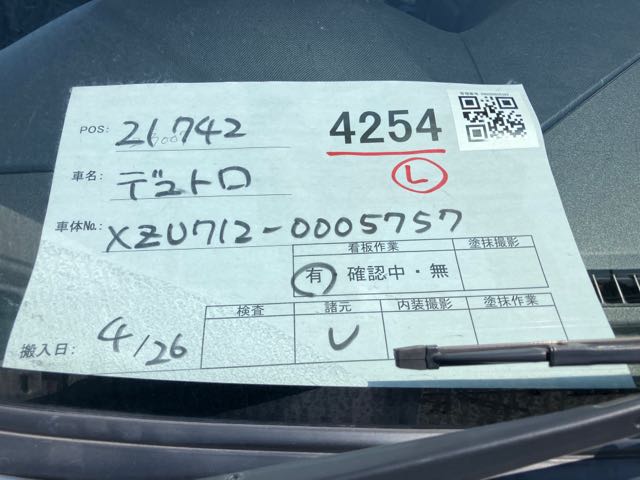 POS: 21742
4254
車名: デュトロ
L
車体No.: XZU712-0005757
看板作業 塗抹撮影
有 確認中・無
検査 諸元 内装撮影 塗抹作業
搬入日: 4/26